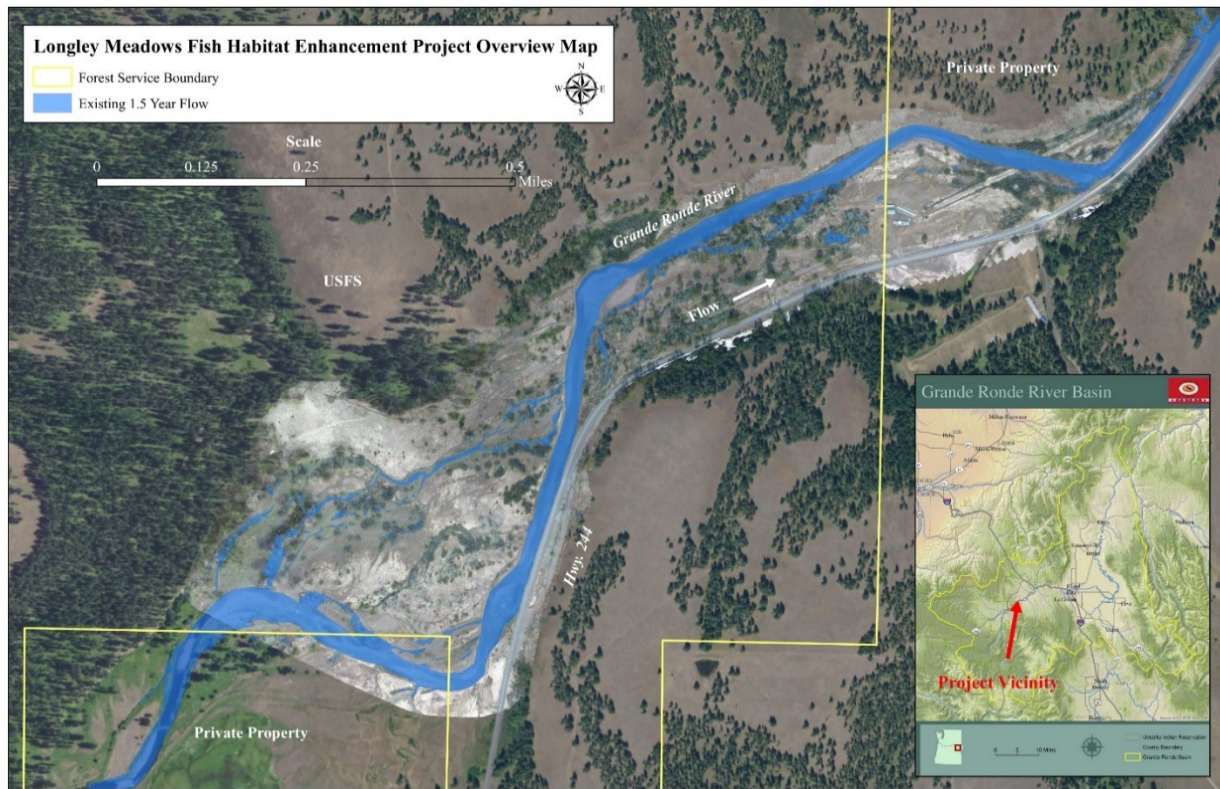 Longley Meadows Fish Habitat Enhancement Project Overview Map
Forest Service Boundary
Existing 1.5 Year Flow
N
W E
S
Scale
0 0.125 0.25 0.5
Miles
Private Property
Grande Ronde River
USFS
Flow
Hwy. 244
Private Property
Grande Ronde River Basin
La Grande
Project Vicinity
0 5 10 Miles
Umatilla Indian Reservation
County Boundary
Grande Ronde Basin